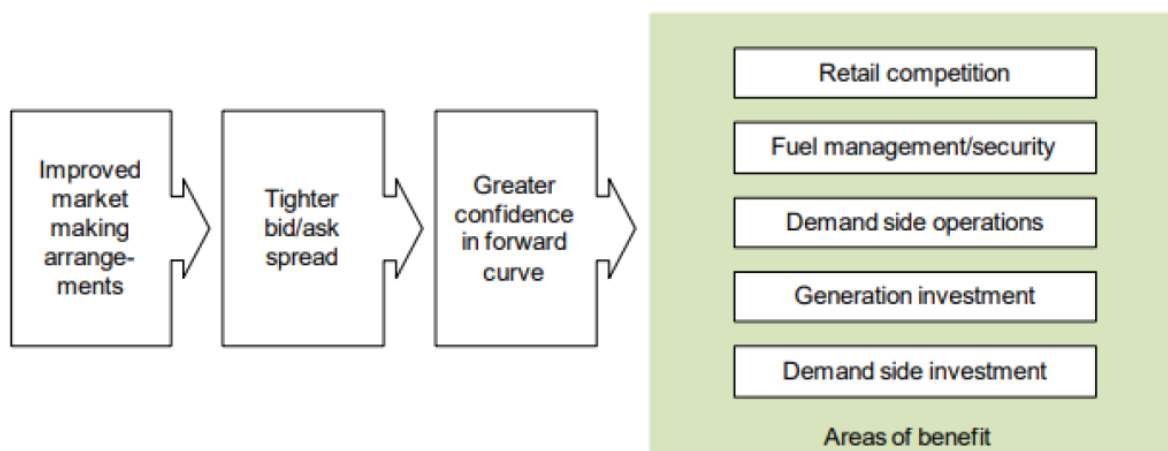 Improved
market
making
arrange-
ments
Tighter
bid/ask
spread
Greater
confidence
in forward
curve
Retail competition
Fuel management/security
Demand side operations
Generation investment
Demand side investment
Areas of benefit